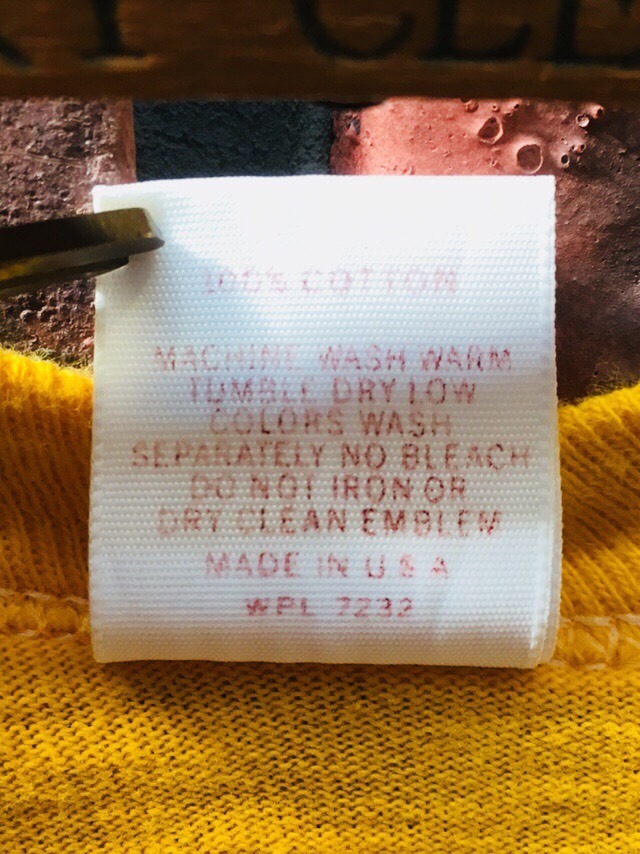 100% COTTON
MACHINE WASH WARM
TUMBLE DRY LOW
COLORS WASH
SEPARATELY NO BLEACH
DO NOT IRON OR
DRY CLEAN EMBLEM
MADE IN U S A
WPL 7232